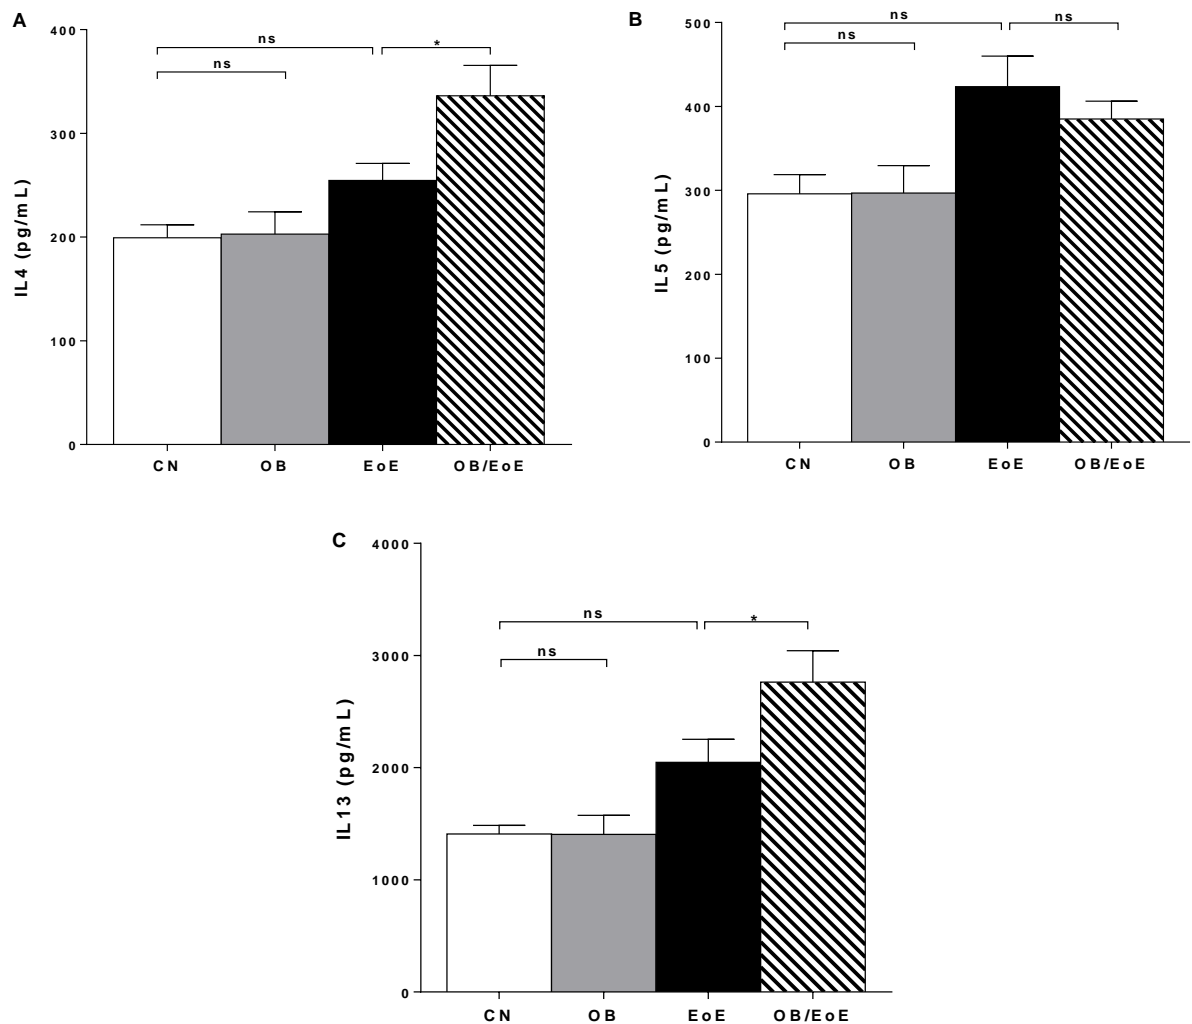 A
IL4 (pg/mL)
400
300
200
100
0
ns
*
ns
CN OB EoE OB/EoE
B
IL5 (pg/mL)
500
400
300
200
100
0
ns
ns
ns
CN OB EoE OB/EoE
C
IL13 (pg/mL)
4000
3000
2000
1000
0
ns
*
ns
CN OB EoE OB/EoE